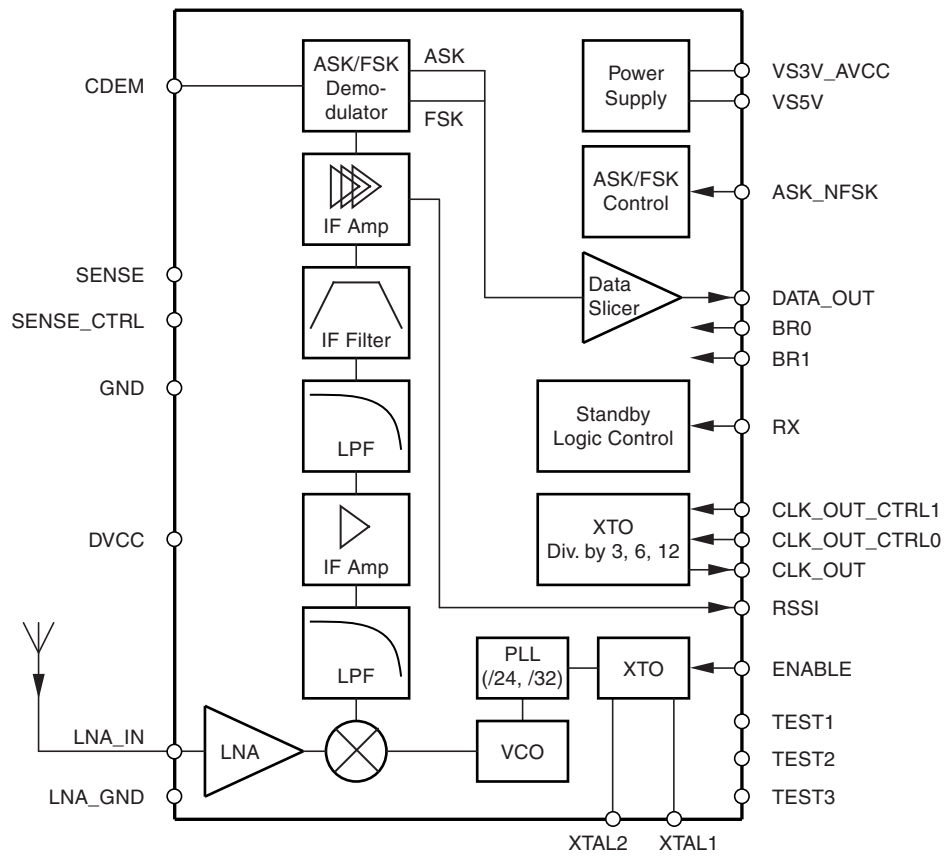 CDEM
SENSE
SENSE_CTRL
GND
DVCC
LNA_IN
LNA_GND
ASK/FSK
Demo-
dulator
ASK
FSK
IF Amp
IF Filter
LPF
IF Amp
LPF
LNA
PLL
(/24, /32)
VCO
XTO
Power
Supply
ASK/FSK
Control
Data
Slicer
Standby
Logic Control
XTO
Div. by 3, 6, 12
VS3V_AVCC
VS5V
ASK_NFSK
DATA_OUT
BR0
BR1
RX
CLK_OUT_CTRL1
CLK_OUT_CTRL0
CLK_OUT
RSSI
ENABLE
TEST1
TEST2
TEST3
XTAL2
XTAL1